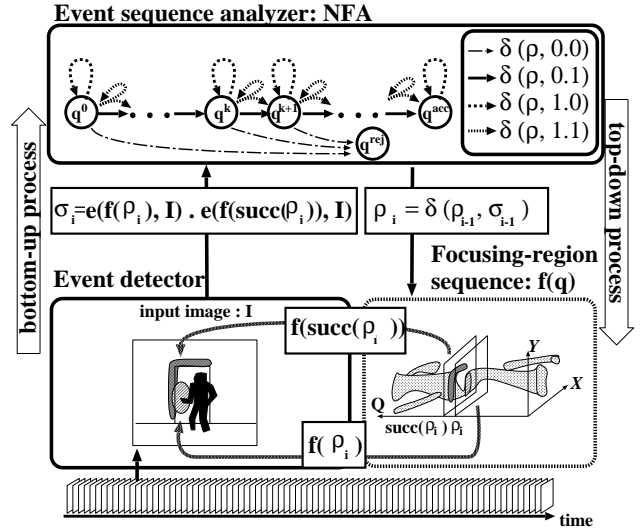 Event sequence analyzer: NFA
δ (ρ, 0.0)
δ (ρ, 0.1)
δ (ρ, 1.0)
δ (ρ, 1.1)
q^0
q^k
q^k+1
q^acc
q^rej
bottom-up process
top-down process
σ_i=e(f(ρ_i), I) . e(f(succ(ρ_i)), I)
ρ_i = δ (ρ_i-1, σ_i-1)
Event detector
Focusing-region
sequence: f(q)
input image : I
f(succ(ρ_i))
Y
X
Q
succ(ρ_i) ρ_i
f(ρ_i)
time